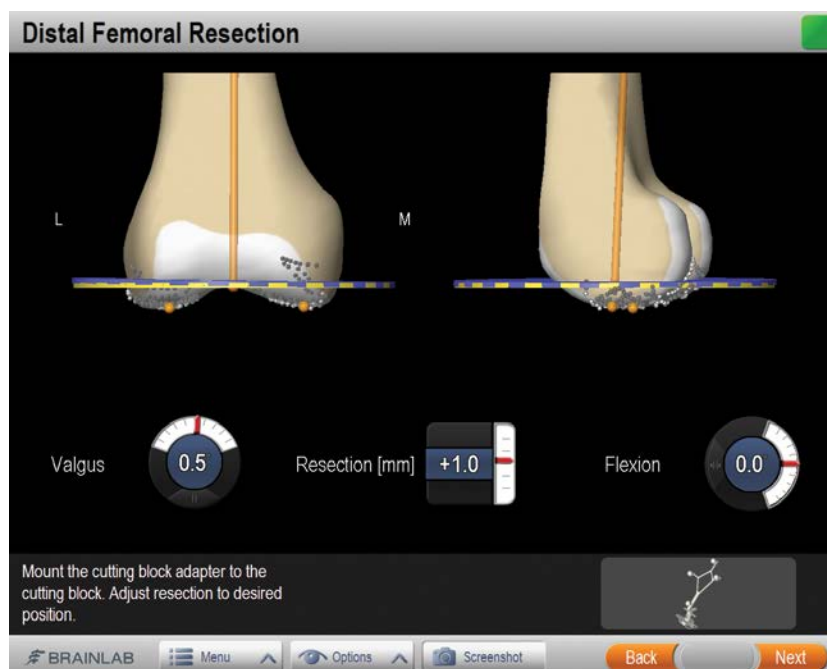 Distal Femoral Resection
L
M
Valgus
0.5
Resection [mm]
+1.0
Flexion
0.0
Mount the cutting block adapter to the
cutting block. Adjust resection to desired
position.
BRAINLAB
Menu
Options
Screenshot
Back
Next